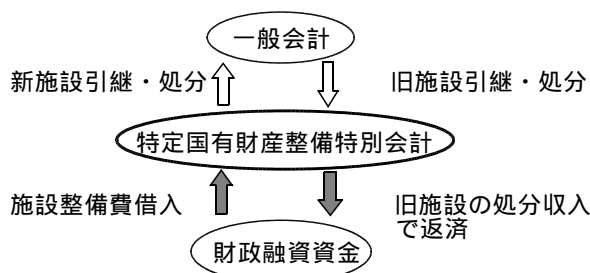 一般会計
新施設引継・処分
旧施設引継・処分
特定国有財産整備特別会計
施設整備費借入
旧施設の処分収入
で返済
財政融資資金